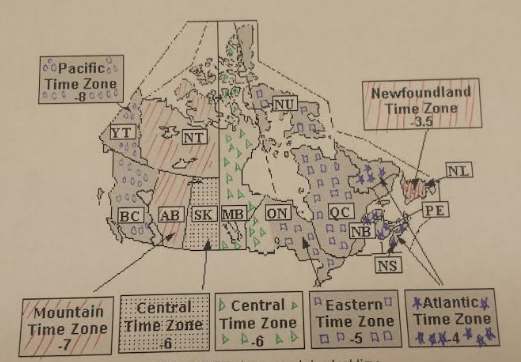 Pacific
Time Zone
-8
Newfoundland
Time Zone
-3.5
NU
YT
NT
NL
BC
AB
SK
MB
ON
QC
PE
NB
NS
Mountain
Time Zone
-7
Central
Time Zone
-6
Central
Time Zone
-6
Eastern
Time Zone
-5
Atlantic
Time Zone
-4